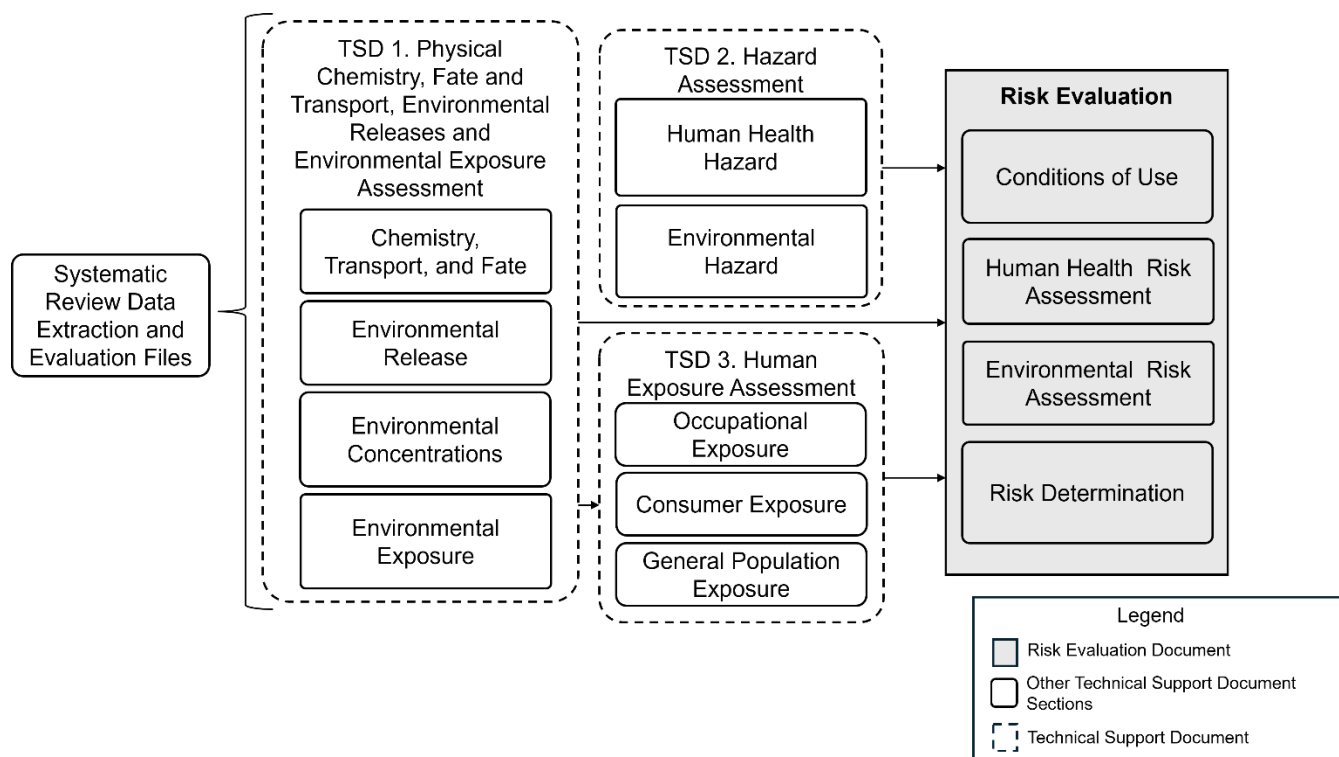 Systematic
Review Data
Extraction and
Evaluation Files
TSD 1. Physical
Chemistry, Fate and
Transport, Environmental
Releases and
Environmental Exposure
Assessment
Chemistry,
Transport, and Fate
Environmental
Release
Environmental
Concentrations
Environmental
Exposure
TSD 2. Hazard
Assessment
Human Health
Hazard
Environmental
Hazard
TSD 3. Human
Exposure Assessment
Occupational
Exposure
Consumer Exposure
General Population
Exposure
Risk Evaluation
Conditions of Use
Human Health Risk
Assessment
Environmental Risk
Assessment
Risk Determination
Legend
Risk Evaluation Document
Other Technical Support Document
Sections
Technical Support Document